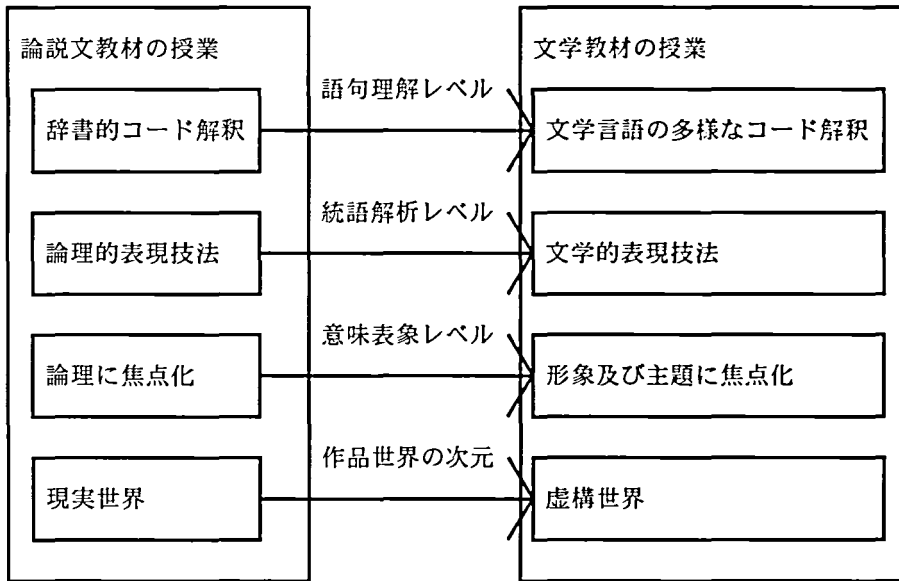 論説文教材の授業
文学教材の授業
語句理解レベル
辞書的コード解釈
文学言語の多様なコード解釈
統語解析レベル
論理的表現技法
文学的表現技法
意味表象レベル
論理に焦点化
形象及び主題に焦点化
作品世界の次元
現実世界
虚構世界